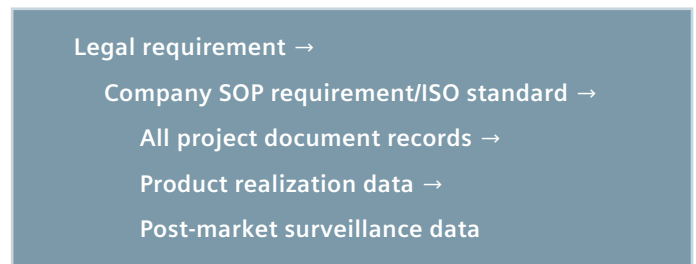 Legal requirement →
Company SOP requirement/ISO standard →
All project document records →
Product realization data →
Post-market surveillance data